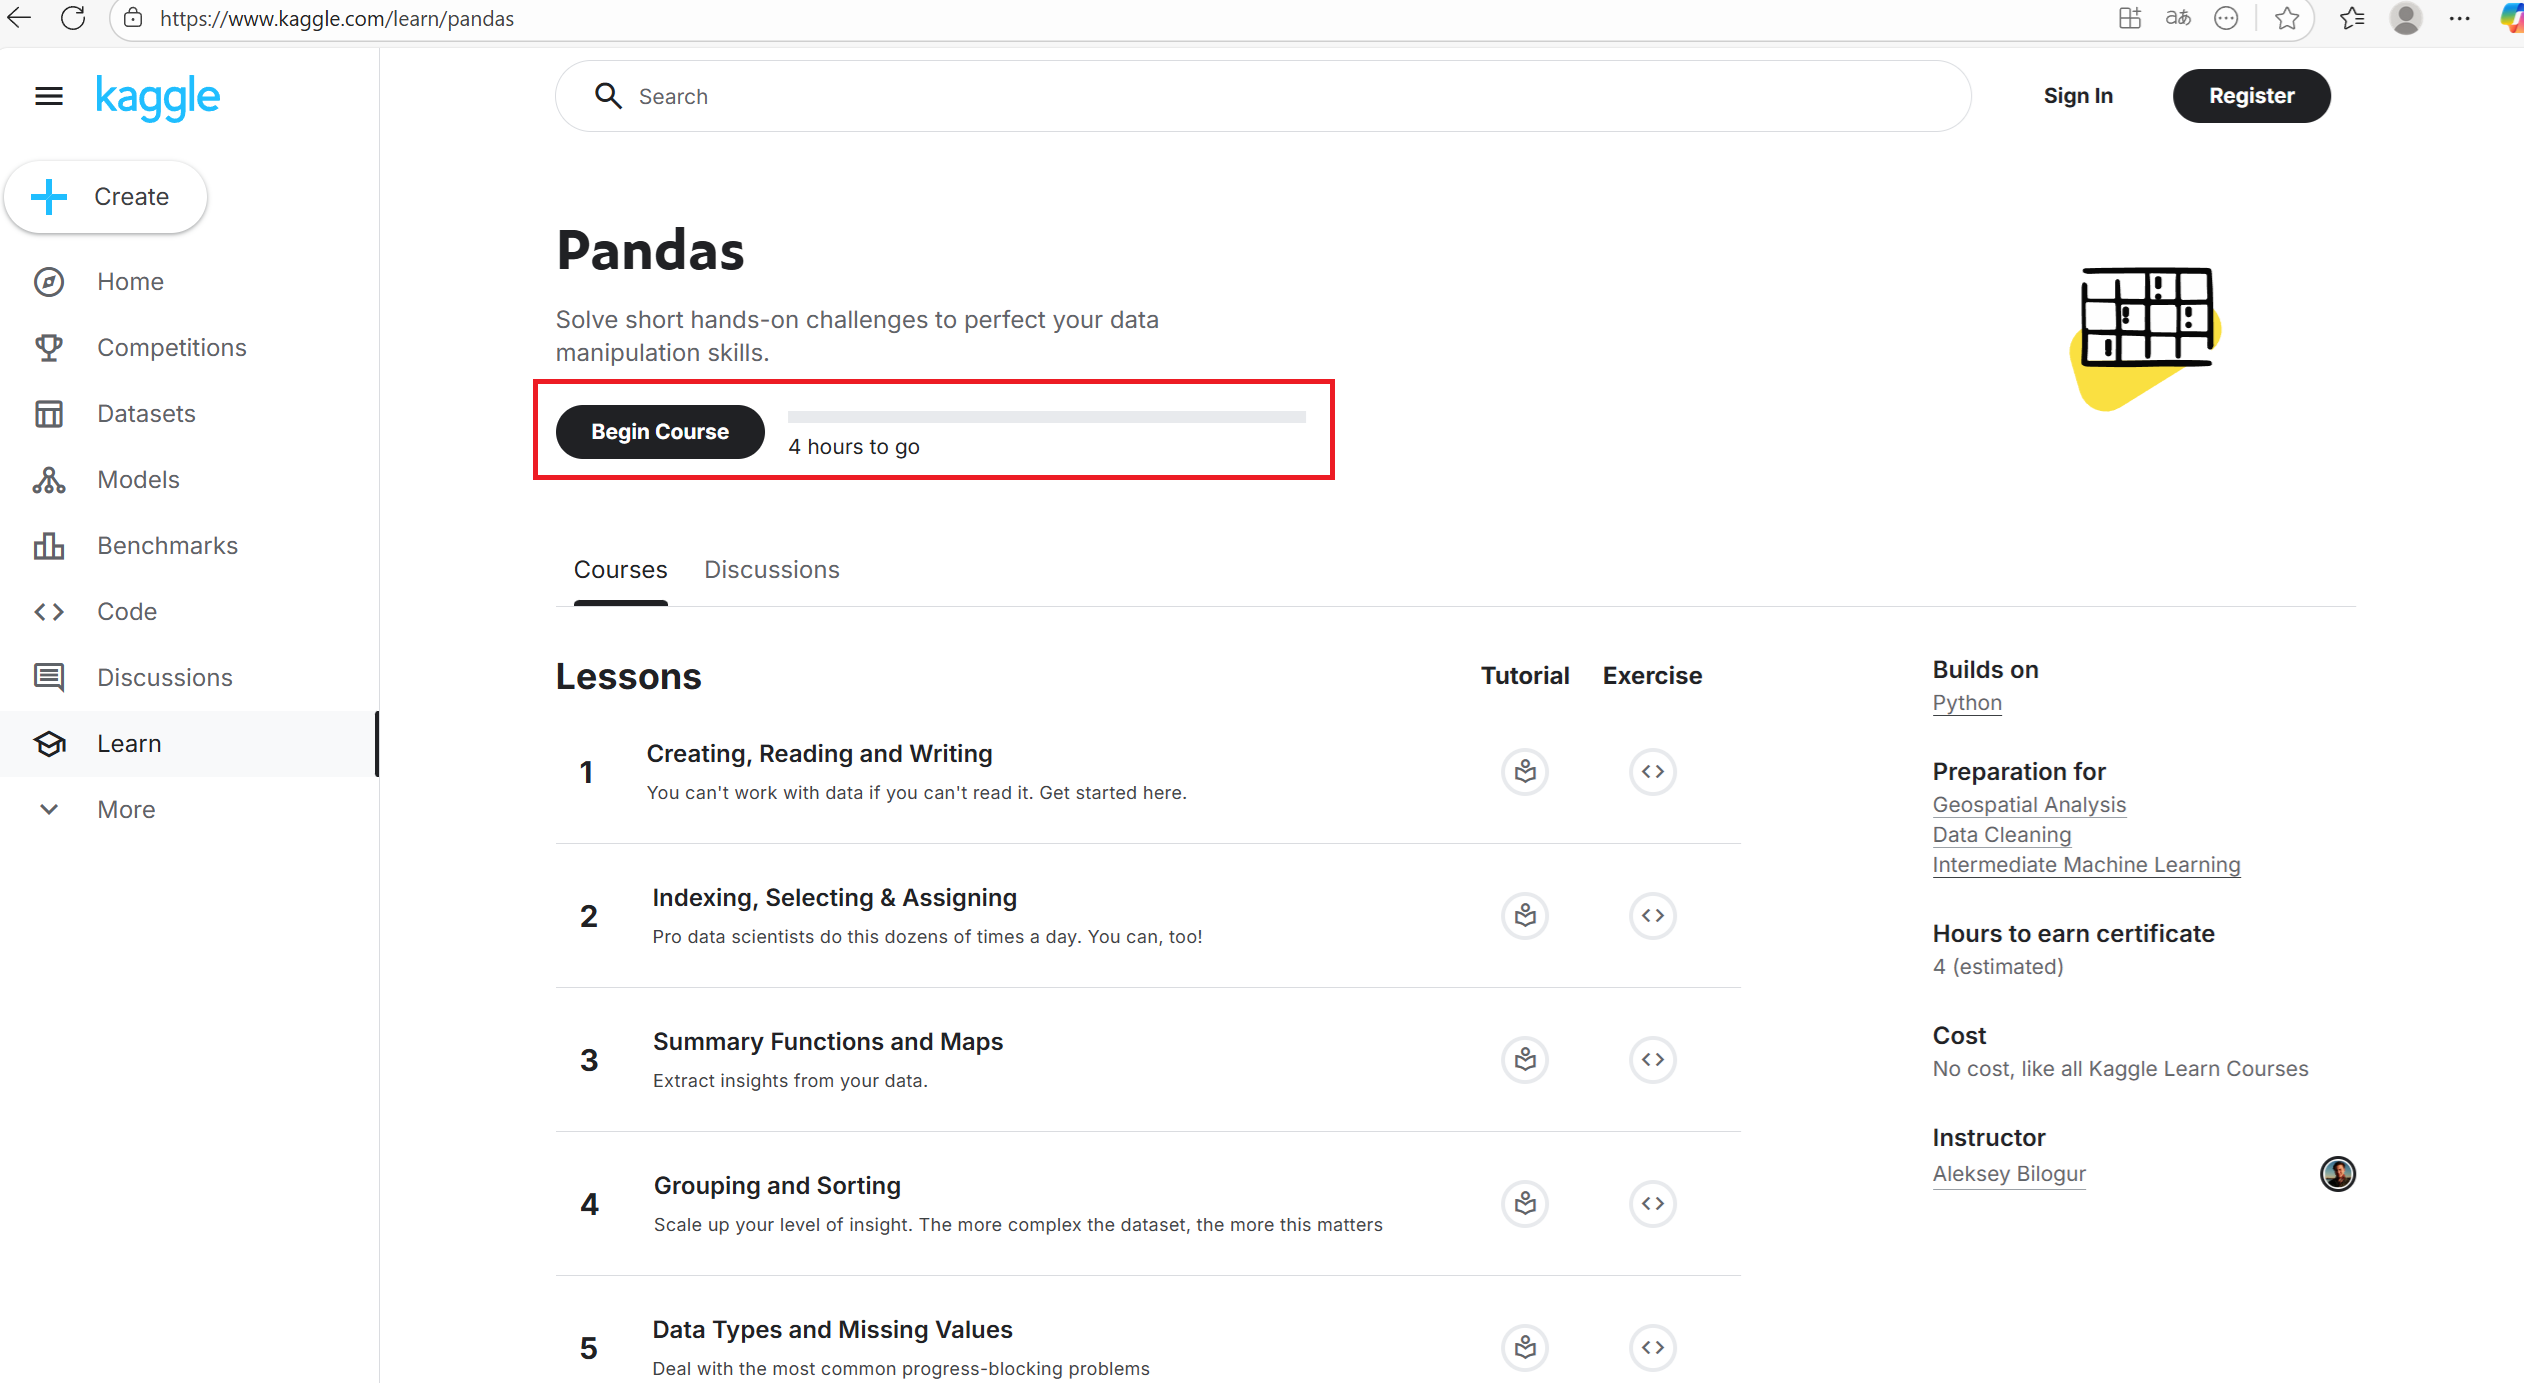 https://www.kaggle.com/learn/pandas
kaggle
Search
Sign In
Register
Create
Home
Competitions
Datasets
Models
Benchmarks
Code
Discussions
Learn
More
Pandas
Solve short hands-on challenges to perfect your data
manipulation skills.
Begin Course
4 hours to go
Courses
Discussions
Lessons
Tutorial
Exercise
1
Creating, Reading and Writing
You can't work with data if you can't read it. Get started here.
2
Indexing, Selecting & Assigning
Pro data scientists do this dozens of times a day. You can, too!
3
Summary Functions and Maps
Extract insights from your data.
4
Grouping and Sorting
Scale up your level of insight. The more complex the dataset, the more this matters
5
Data Types and Missing Values
Deal with the most common progress-blocking problems
Builds on
Python
Preparation for
Geospatial Analysis
Data Cleaning
Intermediate Machine Learning
Hours to earn certificate
4 (estimated)
Cost
No cost, like all Kaggle Learn Courses
Instructor
Aleksey Bilogur